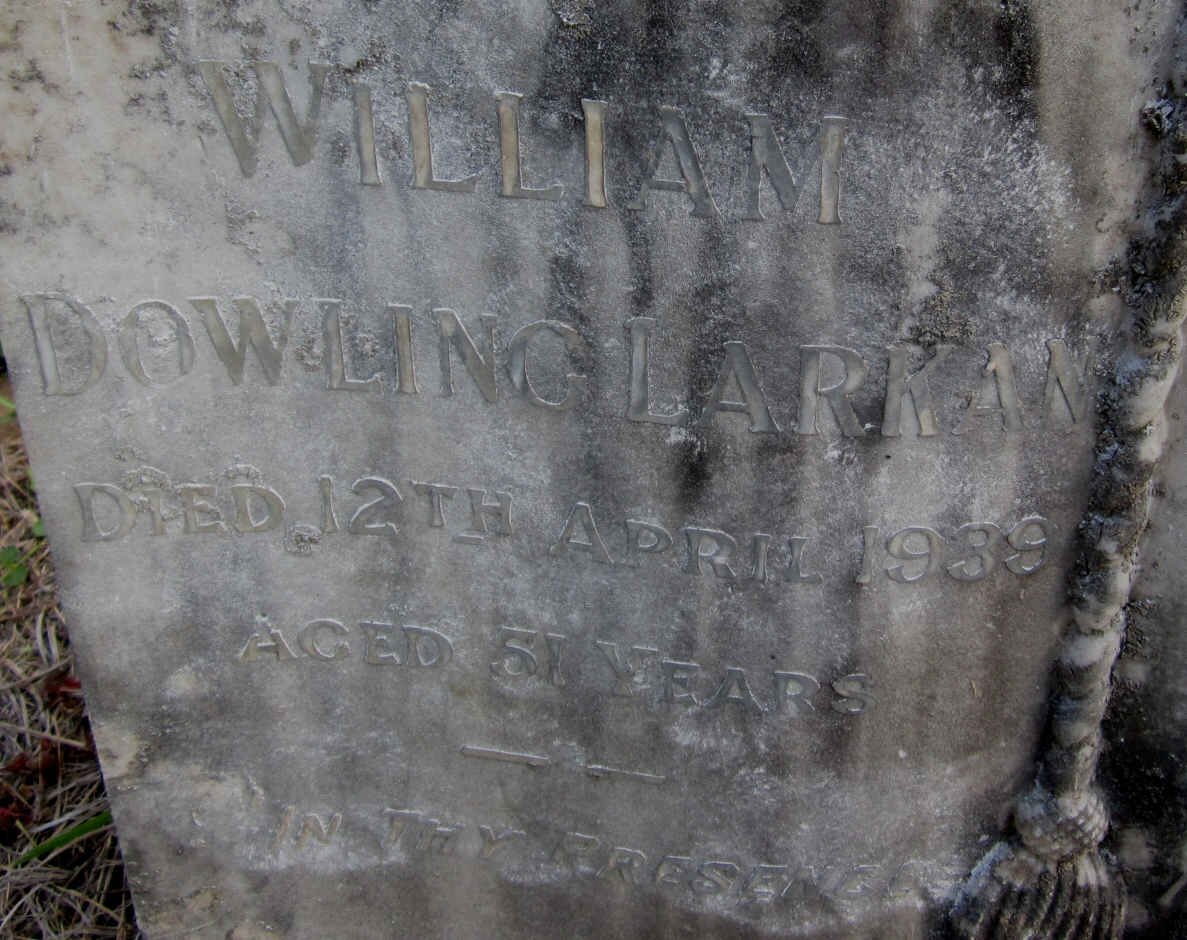 WILLIAM
DOWLING LARKAN
DIED 12TH APRIL 1939
AGED 51 YEARS
IN THY PRESENCE